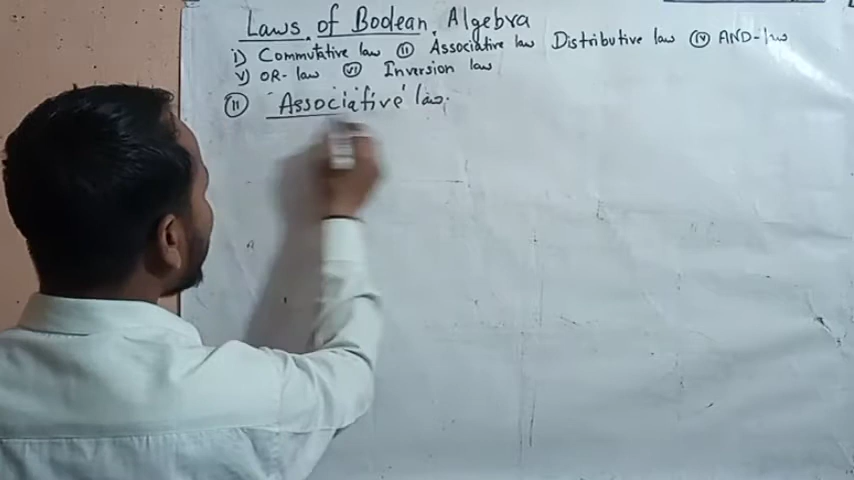 Laws of Boolean Algebra
i) Commutative law (ii) Associative law Distributive law (iv) AND-law
v) OR-law (vi) Inversion law
(ii) "Associative" law.